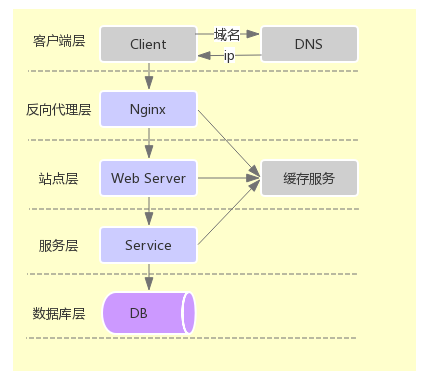 客户端层
Client
域名
ip
DNS
反向代理层
Nginx
站点层
Web Server
缓存服务
服务层
Service
数据库层
DB